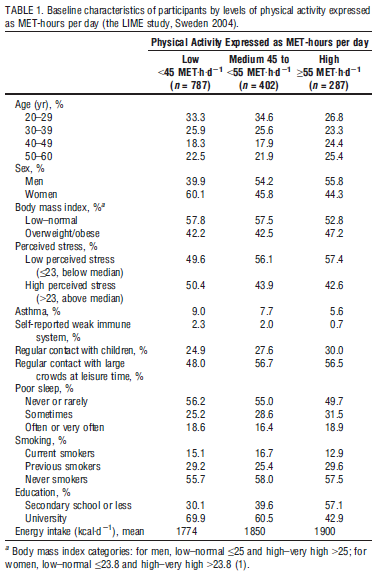 TABLE 1. Baseline characteristics of participants by levels of physical activity expressed
as MET-hours per day (the LIME study, Sweden 2004).
Physical Activity Expressed as MET-hours per day
Low Medium 45 to High
<45 MET·h·d⁻¹ <55 MET·h·d⁻¹ ≥55 MET·h·d⁻¹
(n = 787) (n = 402) (n = 287)
Age (yr), %
20–29 33.3 34.6 26.8
30–39 25.9 25.6 23.3
40–49 18.3 17.9 24.4
50–60 22.5 21.9 25.4
Sex, %
Men 39.9 54.2 55.8
Women 60.1 45.8 44.3
Body mass index, %ᵃ
Low–normal 57.8 57.5 52.8
Overweight/obese 42.2 42.5 47.2
Perceived stress, %
Low perceived stress 49.6 56.1 57.4
(≤23, below median)
High perceived stress 50.4 43.9 42.6
(>23, above median)
Asthma, % 9.0 7.7 5.6
Self-reported weak immune 2.3 2.0 0.7
system, %
Regular contact with children, % 24.9 27.6 30.0
Regular contact with large 48.0 56.7 56.5
crowds at leisure time, %
Poor sleep, %
Never or rarely 56.2 55.0 49.7
Sometimes 25.2 28.6 31.5
Often or very often 18.6 16.4 18.9
Smoking, %
Current smokers 15.1 16.7 12.9
Previous smokers 29.2 25.4 29.6
Never smokers 55.7 58.0 57.5
Education, %
Secondary school or less 30.1 39.6 57.1
University 69.9 60.5 42.9
Energy intake (kcal·d⁻¹), mean 1774 1850 1900
ᵃ Body mass index categories: for men, low–normal ≤25 and high–very high >25; for
women, low–normal ≤23.8 and high–very high >23.8 (1).